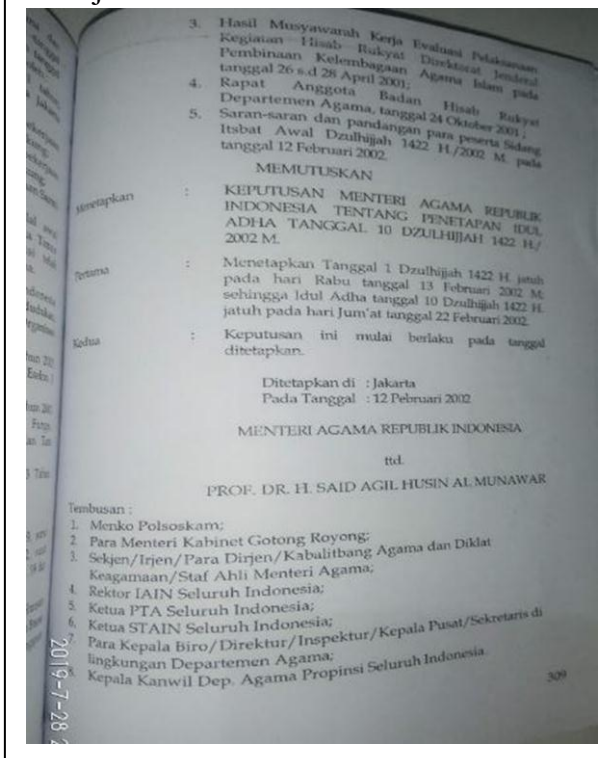 3. Hasil Musyawarah Kerja Evaluasi Pelaksanaan
Kegiatan Hisab Rukyat Direktorat Jenderal
Pembinaan Kelembagaan Agama Islam pada
tanggal 26 s.d 28 April 2001;
4. Rapat Anggota Badan Hisab Rukyat
Departemen Agama, tanggal 24 Oktober 2001 ;
5. Saran-saran dan pandangan para peserta Sidang
Itsbat Awal Dzulhijjah 1422 H./2002 M. pada
tanggal 12 Februari 2002.
MEMUTUSKAN
Menetapkan : KEPUTUSAN MENTERI AGAMA REPUBLIK
INDONESIA TENTANG PENETAPAN IDUL
ADHA TANGGAL 10 DZULHIJJAH 1422 H./
2002 M.
Pertama : Menetapkan Tanggal 1 Dzulhijjah 1422 H. jatuh
pada hari Rabu tanggal 13 Februari 2002 M.
sehingga Idul Adha tanggal 10 Dzulhijjah 1422 H.
jatuh pada hari Jum'at tanggal 22 Februari 2002.
Kedua : Keputusan ini mulai berlaku pada tanggal
ditetapkan.
Ditetapkan di : Jakarta
Pada Tanggal : 12 Pebruari 2002
MENTERI AGAMA REPUBLIK INDONESIA
ttd.
PROF. DR. H. SAID AGIL HUSIN AL MUNAWAR
Tembusan :
1. Menko Polsoskam;
2. Para Menteri Kabinet Gotong Royong;
3. Sekjen/Irjen/Para Dirjen/Kabalitbang Agama dan Diklat
Keagamaan/Staf Ahli Menteri Agama;
4. Rektor IAIN Seluruh Indonesia;
5. Ketua PTA Seluruh Indonesia;
6. Ketua STAIN Seluruh Indonesia;
7. Para Kepala Biro/Direktur/Inspektur/Kepala Pusat/Sekretaris di
lingkungan Departemen Agama;
8. Kepala Kanwil Dep. Agama Propinsi Seluruh Indonesia.
309
2019-7-28